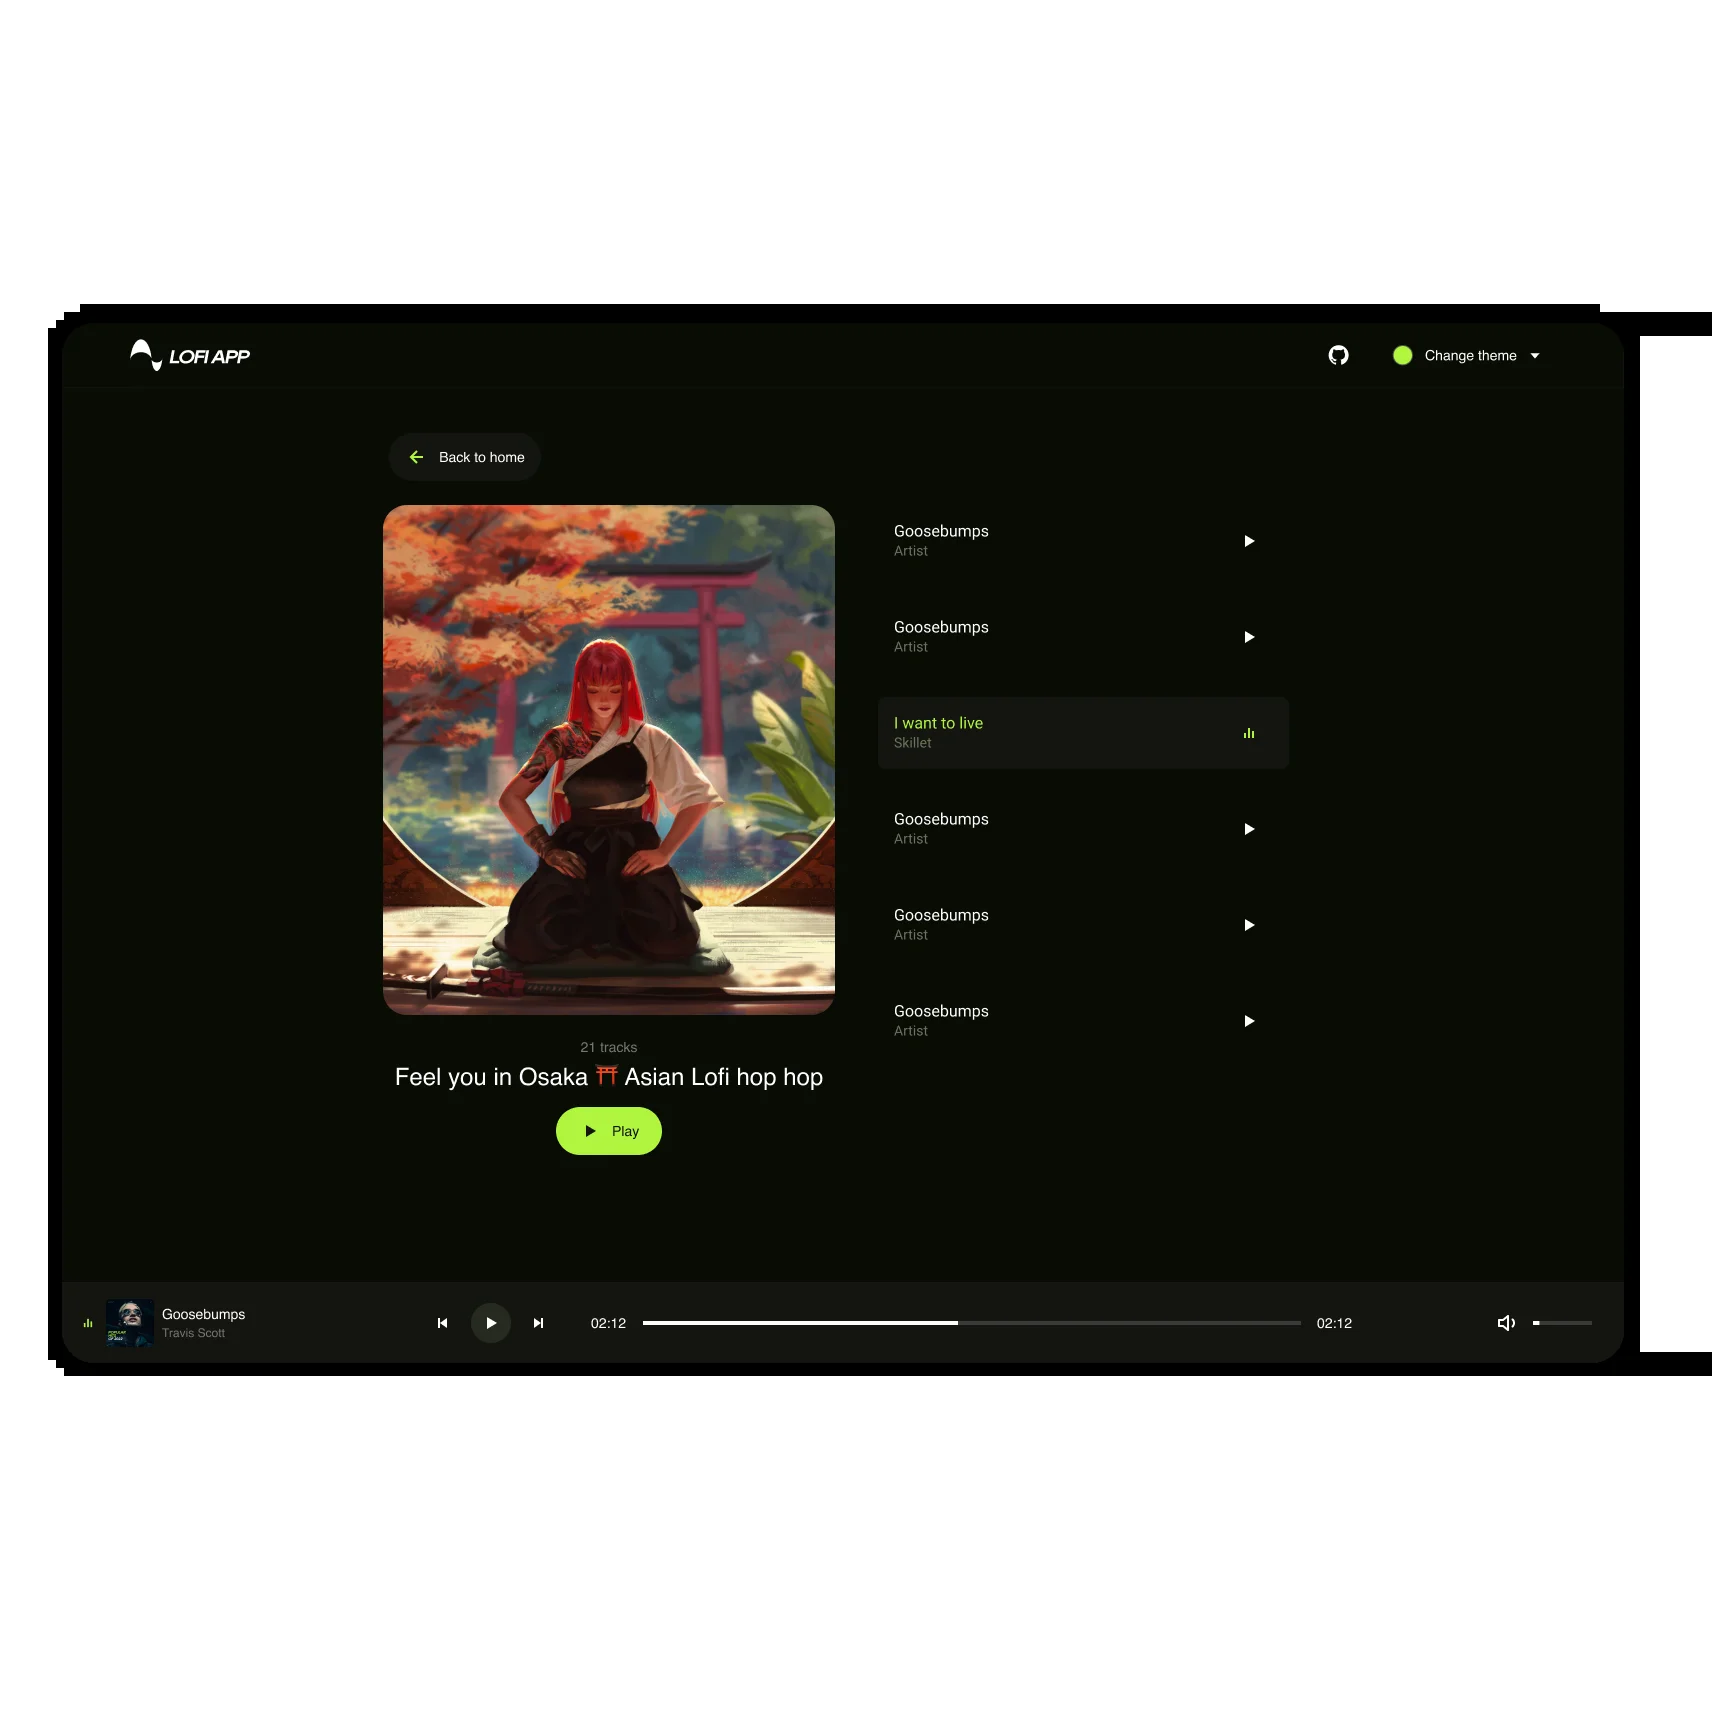 LOFI APP
Change theme
Back to home
Goosebumps
Artist
Goosebumps
Artist
I want to live
Skillet
Goosebumps
Artist
Goosebumps
Artist
Goosebumps
Artist
21 tracks
Feel you in Osaka ⛩️ Asian Lofi hop hop
Play
Goosebumps
Travis Scott
02:12
02:12